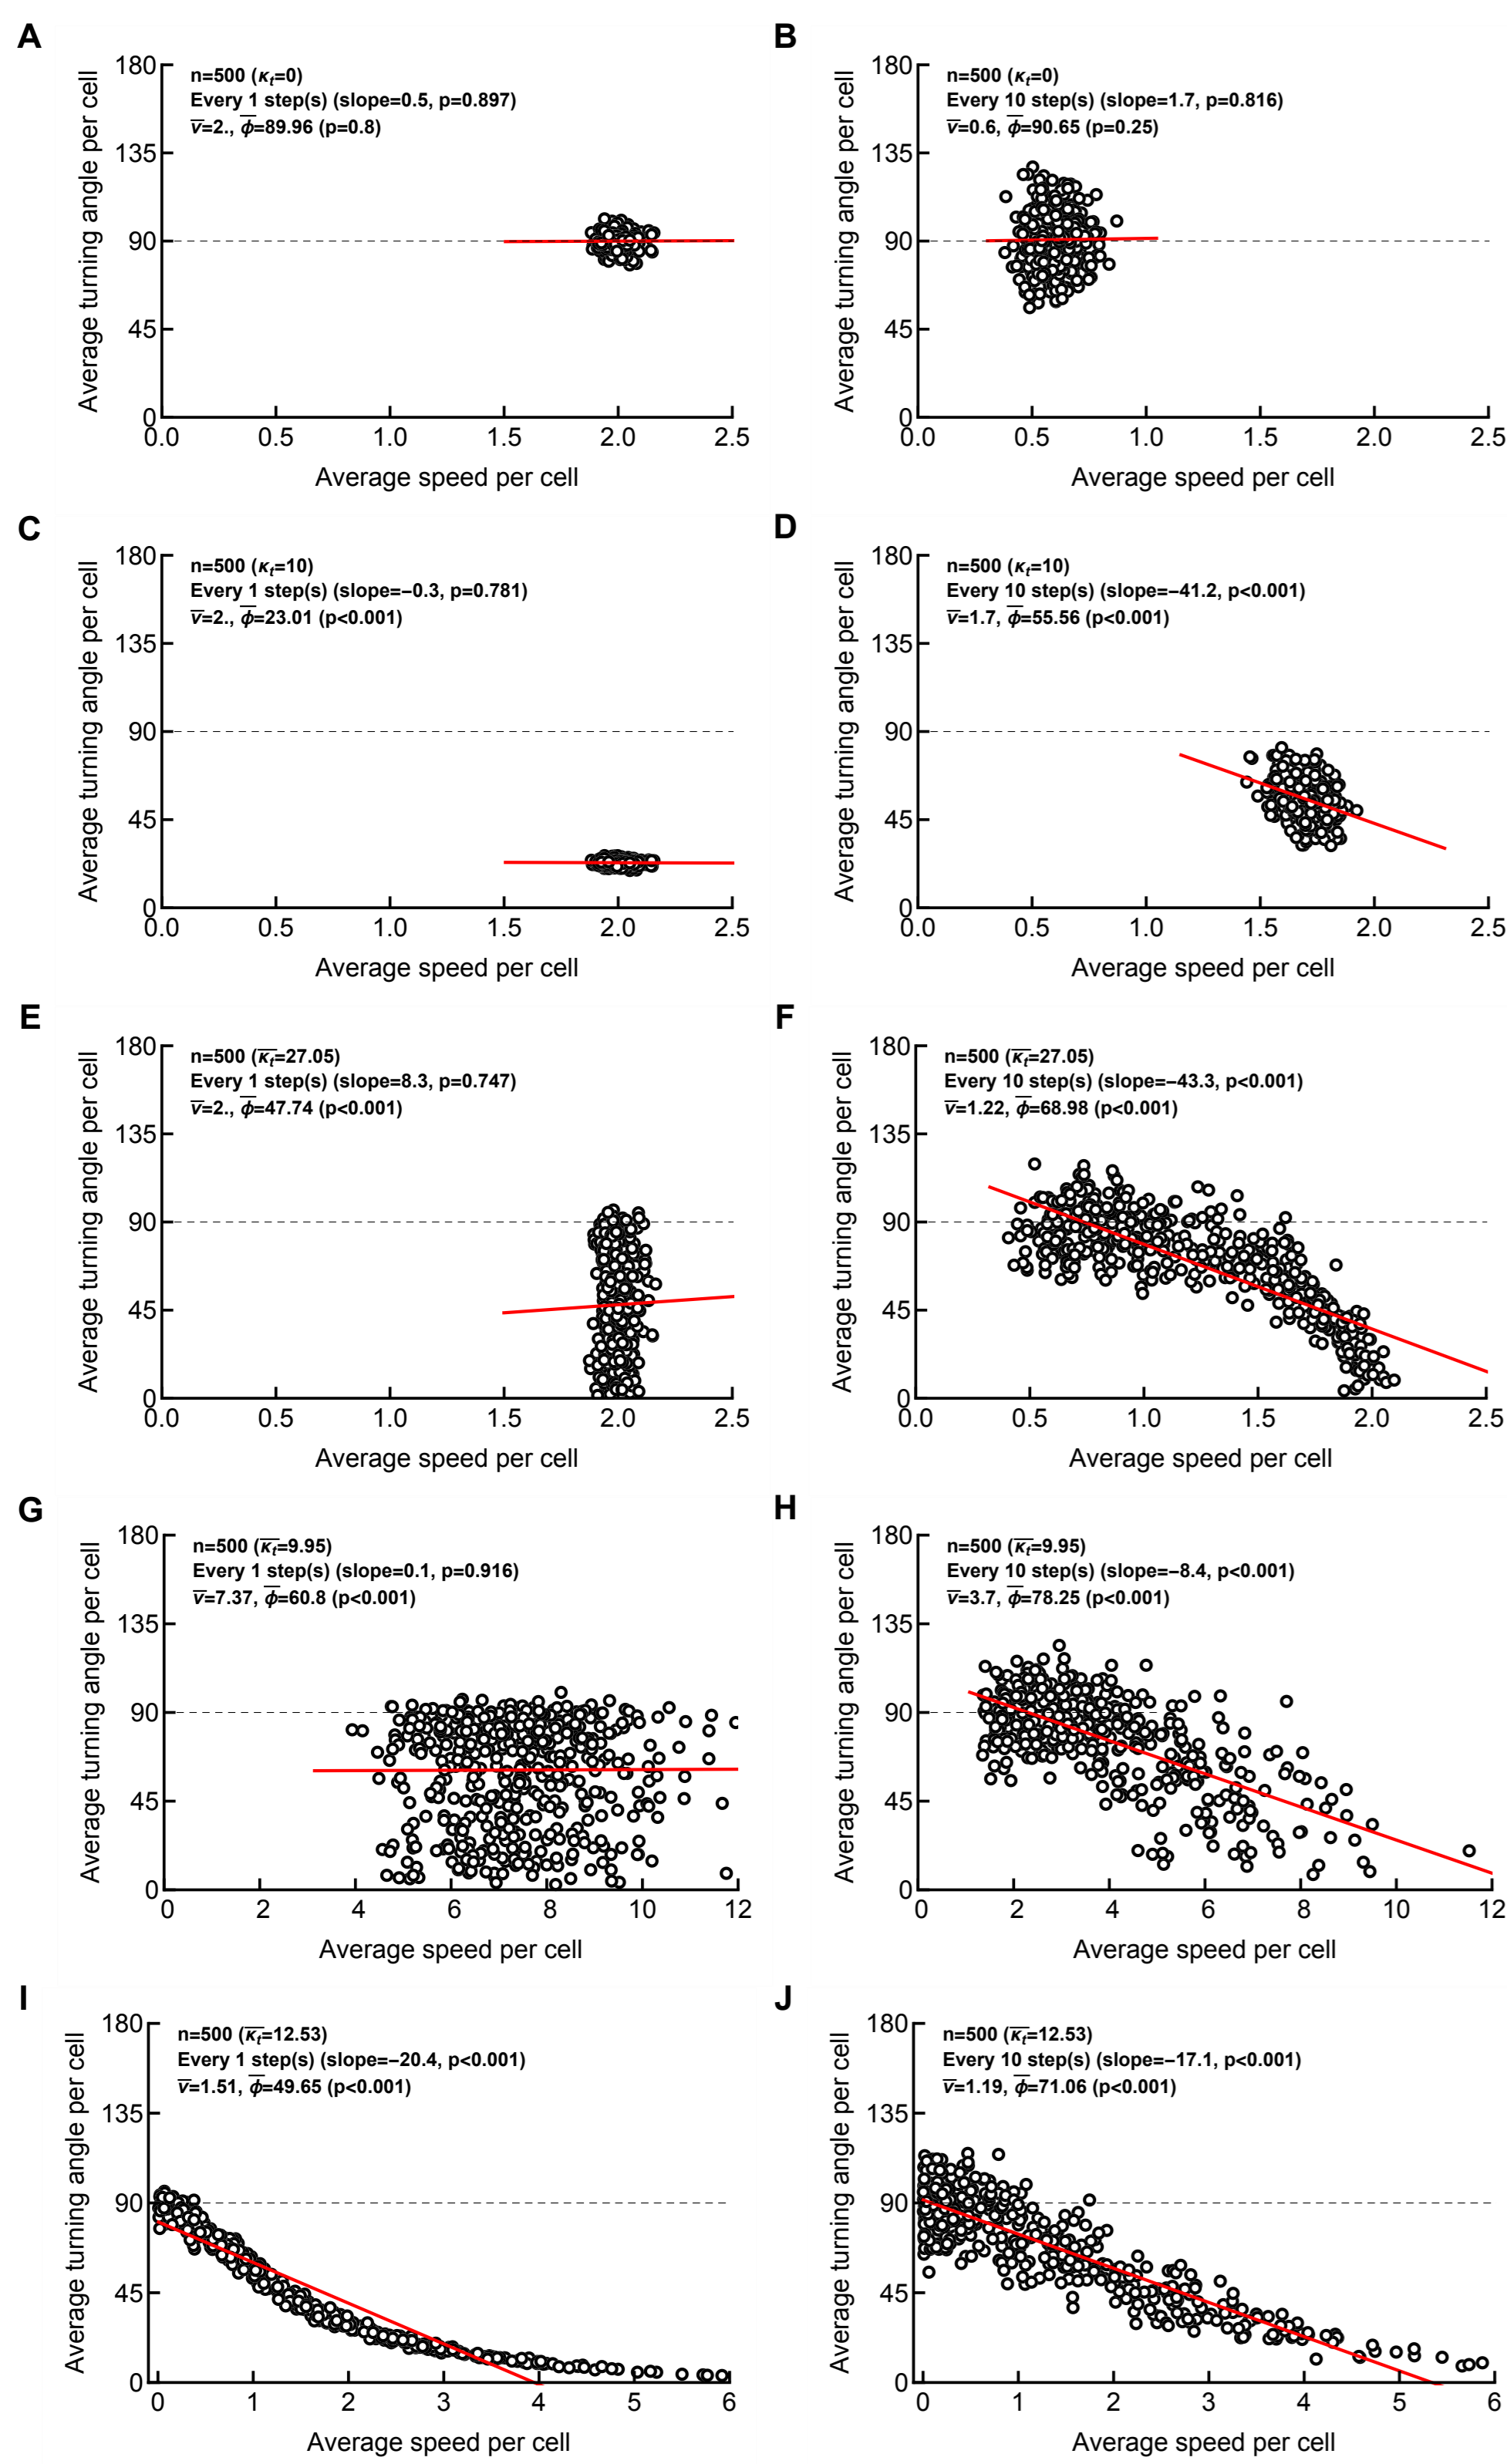 A
n=500 (κt=0)
Every 1 step(s) (slope=0.5, p=0.897)
v̅=2., ϕ̅=89.96 (p=0.8)
Average turning angle per cell
180
135
90
45
0
0.0 0.5 1.0 1.5 2.0 2.5
Average speed per cell
B
n=500 (κt=0)
Every 10 step(s) (slope=1.7, p=0.816)
v̅=0.6, ϕ̅=90.65 (p=0.25)
Average turning angle per cell
180
135
90
45
0
0.0 0.5 1.0 1.5 2.0 2.5
Average speed per cell
C
n=500 (κt=10)
Every 1 step(s) (slope=−0.3, p=0.781)
v̅=2., ϕ̅=23.01 (p<0.001)
Average turning angle per cell
180
135
90
45
0
0.0 0.5 1.0 1.5 2.0 2.5
Average speed per cell
D
n=500 (κt=10)
Every 10 step(s) (slope=−41.2, p<0.001)
v̅=1.7, ϕ̅=55.56 (p<0.001)
Average turning angle per cell
180
135
90
45
0
0.0 0.5 1.0 1.5 2.0 2.5
Average speed per cell
E
n=500 (κ̅t=27.05)
Every 1 step(s) (slope=8.3, p=0.747)
v̅=2., ϕ̅=47.74 (p<0.001)
Average turning angle per cell
180
135
90
45
0
0.0 0.5 1.0 1.5 2.0 2.5
Average speed per cell
F
n=500 (κ̅t=27.05)
Every 10 step(s) (slope=−43.3, p<0.001)
v̅=1.22, ϕ̅=68.98 (p<0.001)
Average turning angle per cell
180
135
90
45
0
0.0 0.5 1.0 1.5 2.0 2.5
Average speed per cell
G
n=500 (κ̅t=9.95)
Every 1 step(s) (slope=0.1, p=0.916)
v̅=7.37, ϕ̅=60.8 (p<0.001)
Average turning angle per cell
180
135
90
45
0
0 2 4 6 8 10 12
Average speed per cell
H
n=500 (κ̅t=9.95)
Every 10 step(s) (slope=−8.4, p<0.001)
v̅=3.7, ϕ̅=78.25 (p<0.001)
Average turning angle per cell
180
135
90
45
0
0 2 4 6 8 10 12
Average speed per cell
I
n=500 (κ̅t=12.53)
Every 1 step(s) (slope=−20.4, p<0.001)
v̅=1.51, ϕ̅=49.65 (p<0.001)
Average turning angle per cell
180
135
90
45
0
0 1 2 3 4 5 6
Average speed per cell
J
n=500 (κ̅t=12.53)
Every 10 step(s) (slope=−17.1, p<0.001)
v̅=1.19, ϕ̅=71.06 (p<0.001)
Average turning angle per cell
180
135
90
45
0
0 1 2 3 4 5 6
Average speed per cell